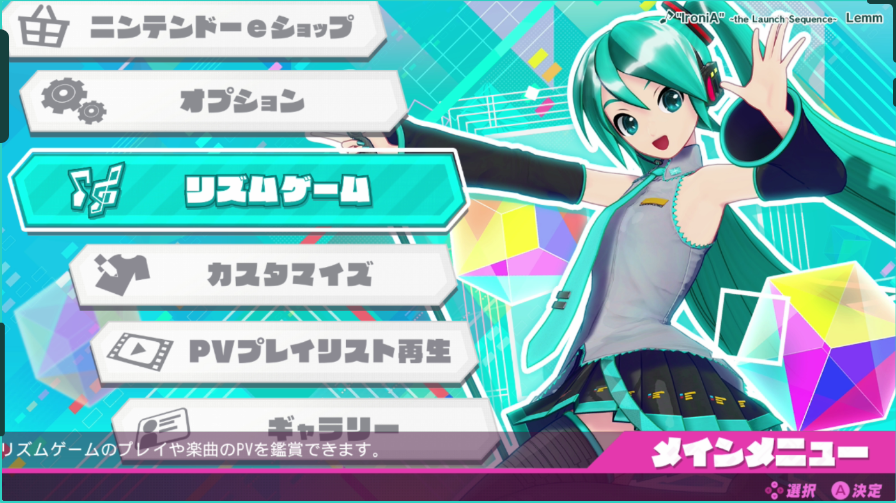 ニンテンドーeショップ
"IroniA" -the Launch Sequence- Lemm
オプション
リズムゲーム
カスタマイズ
PVプレイリスト再生
ギャラリー
リズムゲームのプレイや楽曲のPVを鑑賞できます。
メインメニュー
選択 A 決定